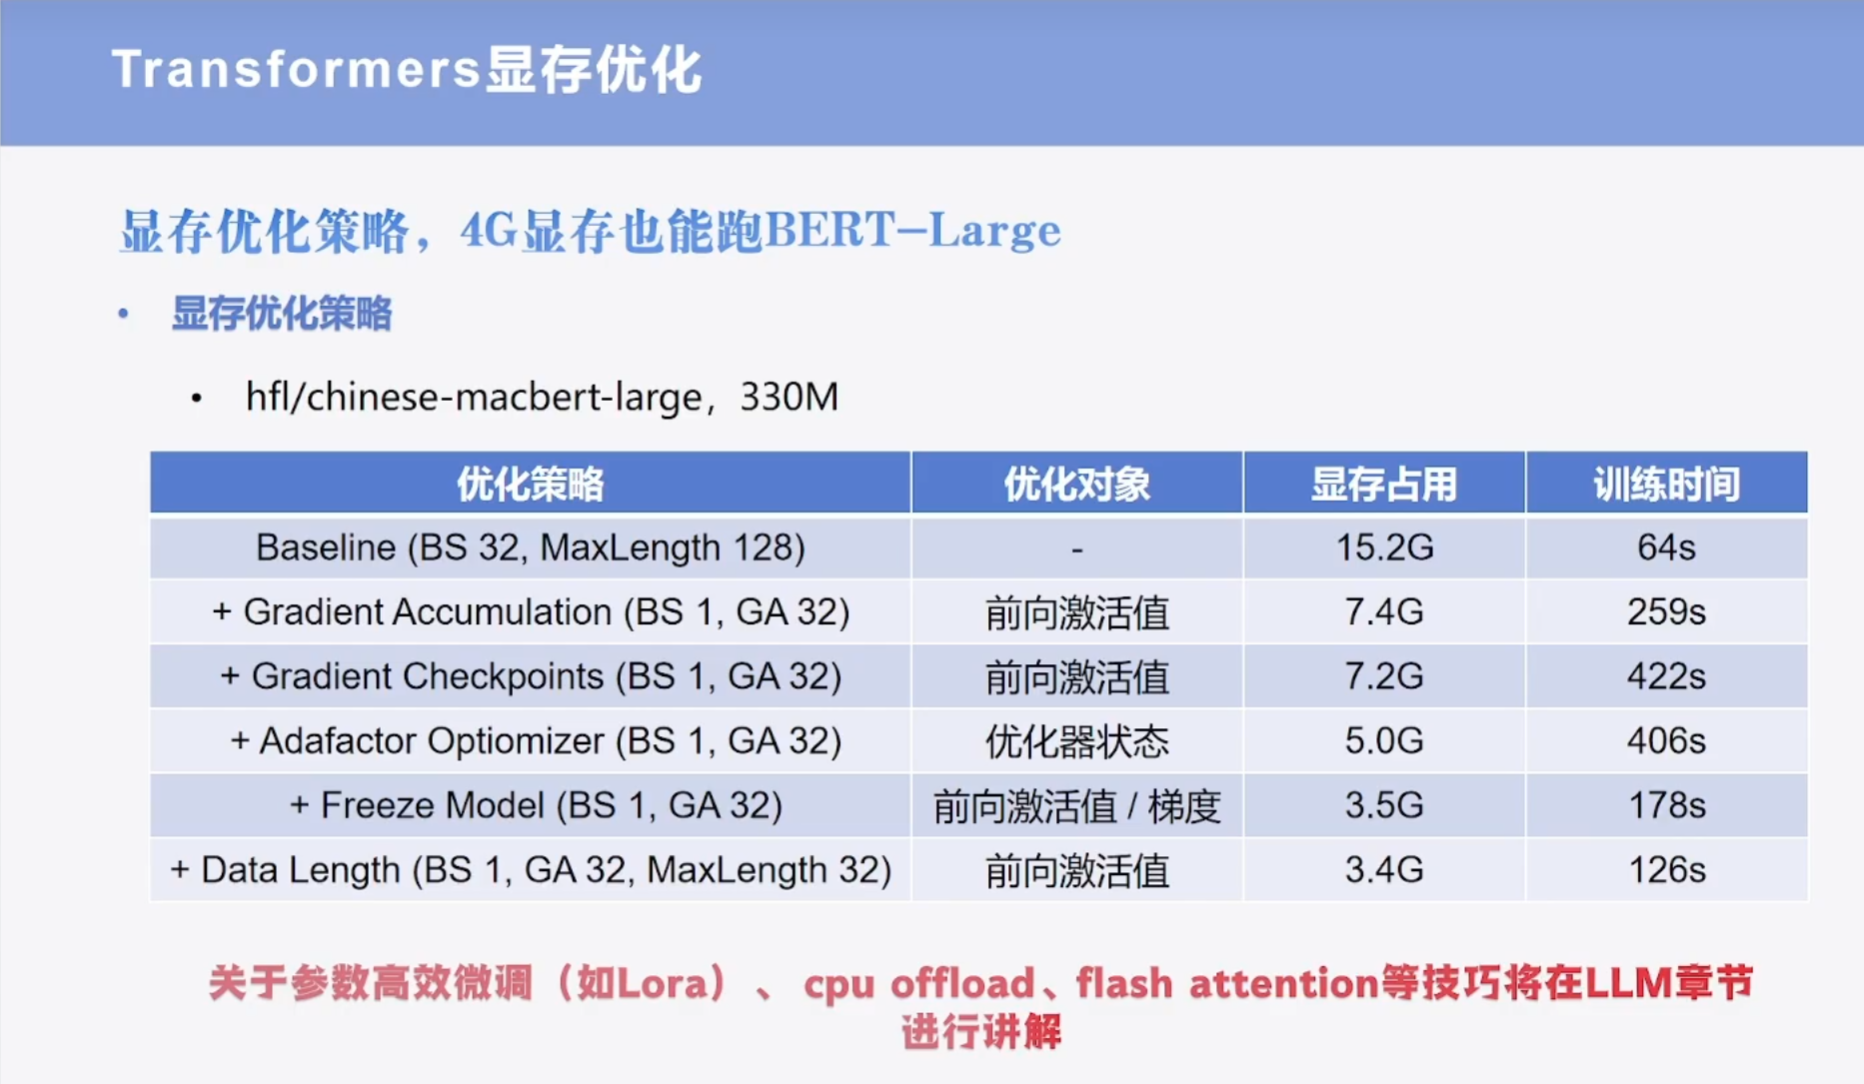 Transformers显存优化
显存优化策略，4G显存也能跑BERT-Large
• 显存优化策略
• hfl/chinese-macbert-large，330M
优化策略 优化对象 显存占用 训练时间
Baseline (BS 32, MaxLength 128) - 15.2G 64s
+ Gradient Accumulation (BS 1, GA 32) 前向激活值 7.4G 259s
+ Gradient Checkpoints (BS 1, GA 32) 前向激活值 7.2G 422s
+ Adafactor Optiomizer (BS 1, GA 32) 优化器状态 5.0G 406s
+ Freeze Model (BS 1, GA 32) 前向激活值 / 梯度 3.5G 178s
+ Data Length (BS 1, GA 32, MaxLength 32) 前向激活值 3.4G 126s
关于参数高效微调（如Lora）、 cpu offload、flash attention等技巧将在LLM章节
进行讲解